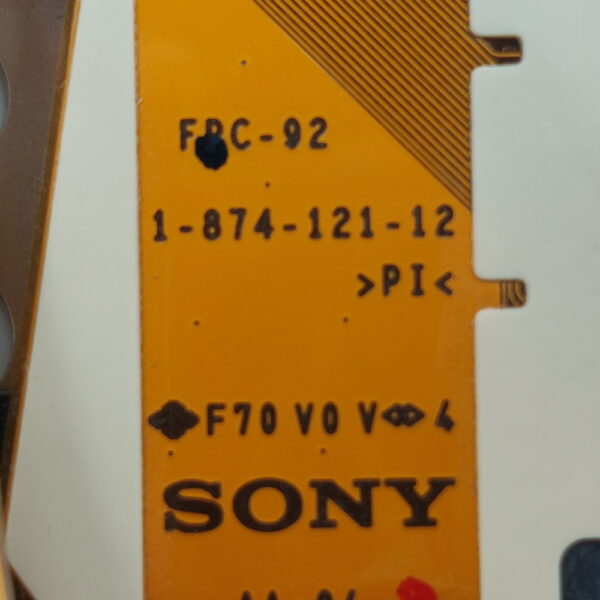 FPC-92
1-874-121-12
>PI<
F70 V0 V 4
SONY